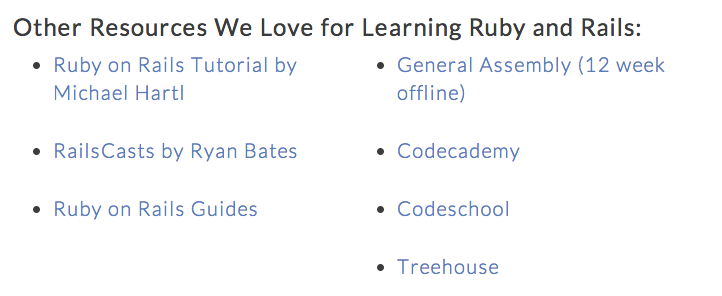 Other Resources We Love for Learning Ruby and Rails:
Ruby on Rails Tutorial by
Michael Hartl
RailsCasts by Ryan Bates
Ruby on Rails Guides
General Assembly (12 week
offline)
Codecademy
Codeschool
Treehouse